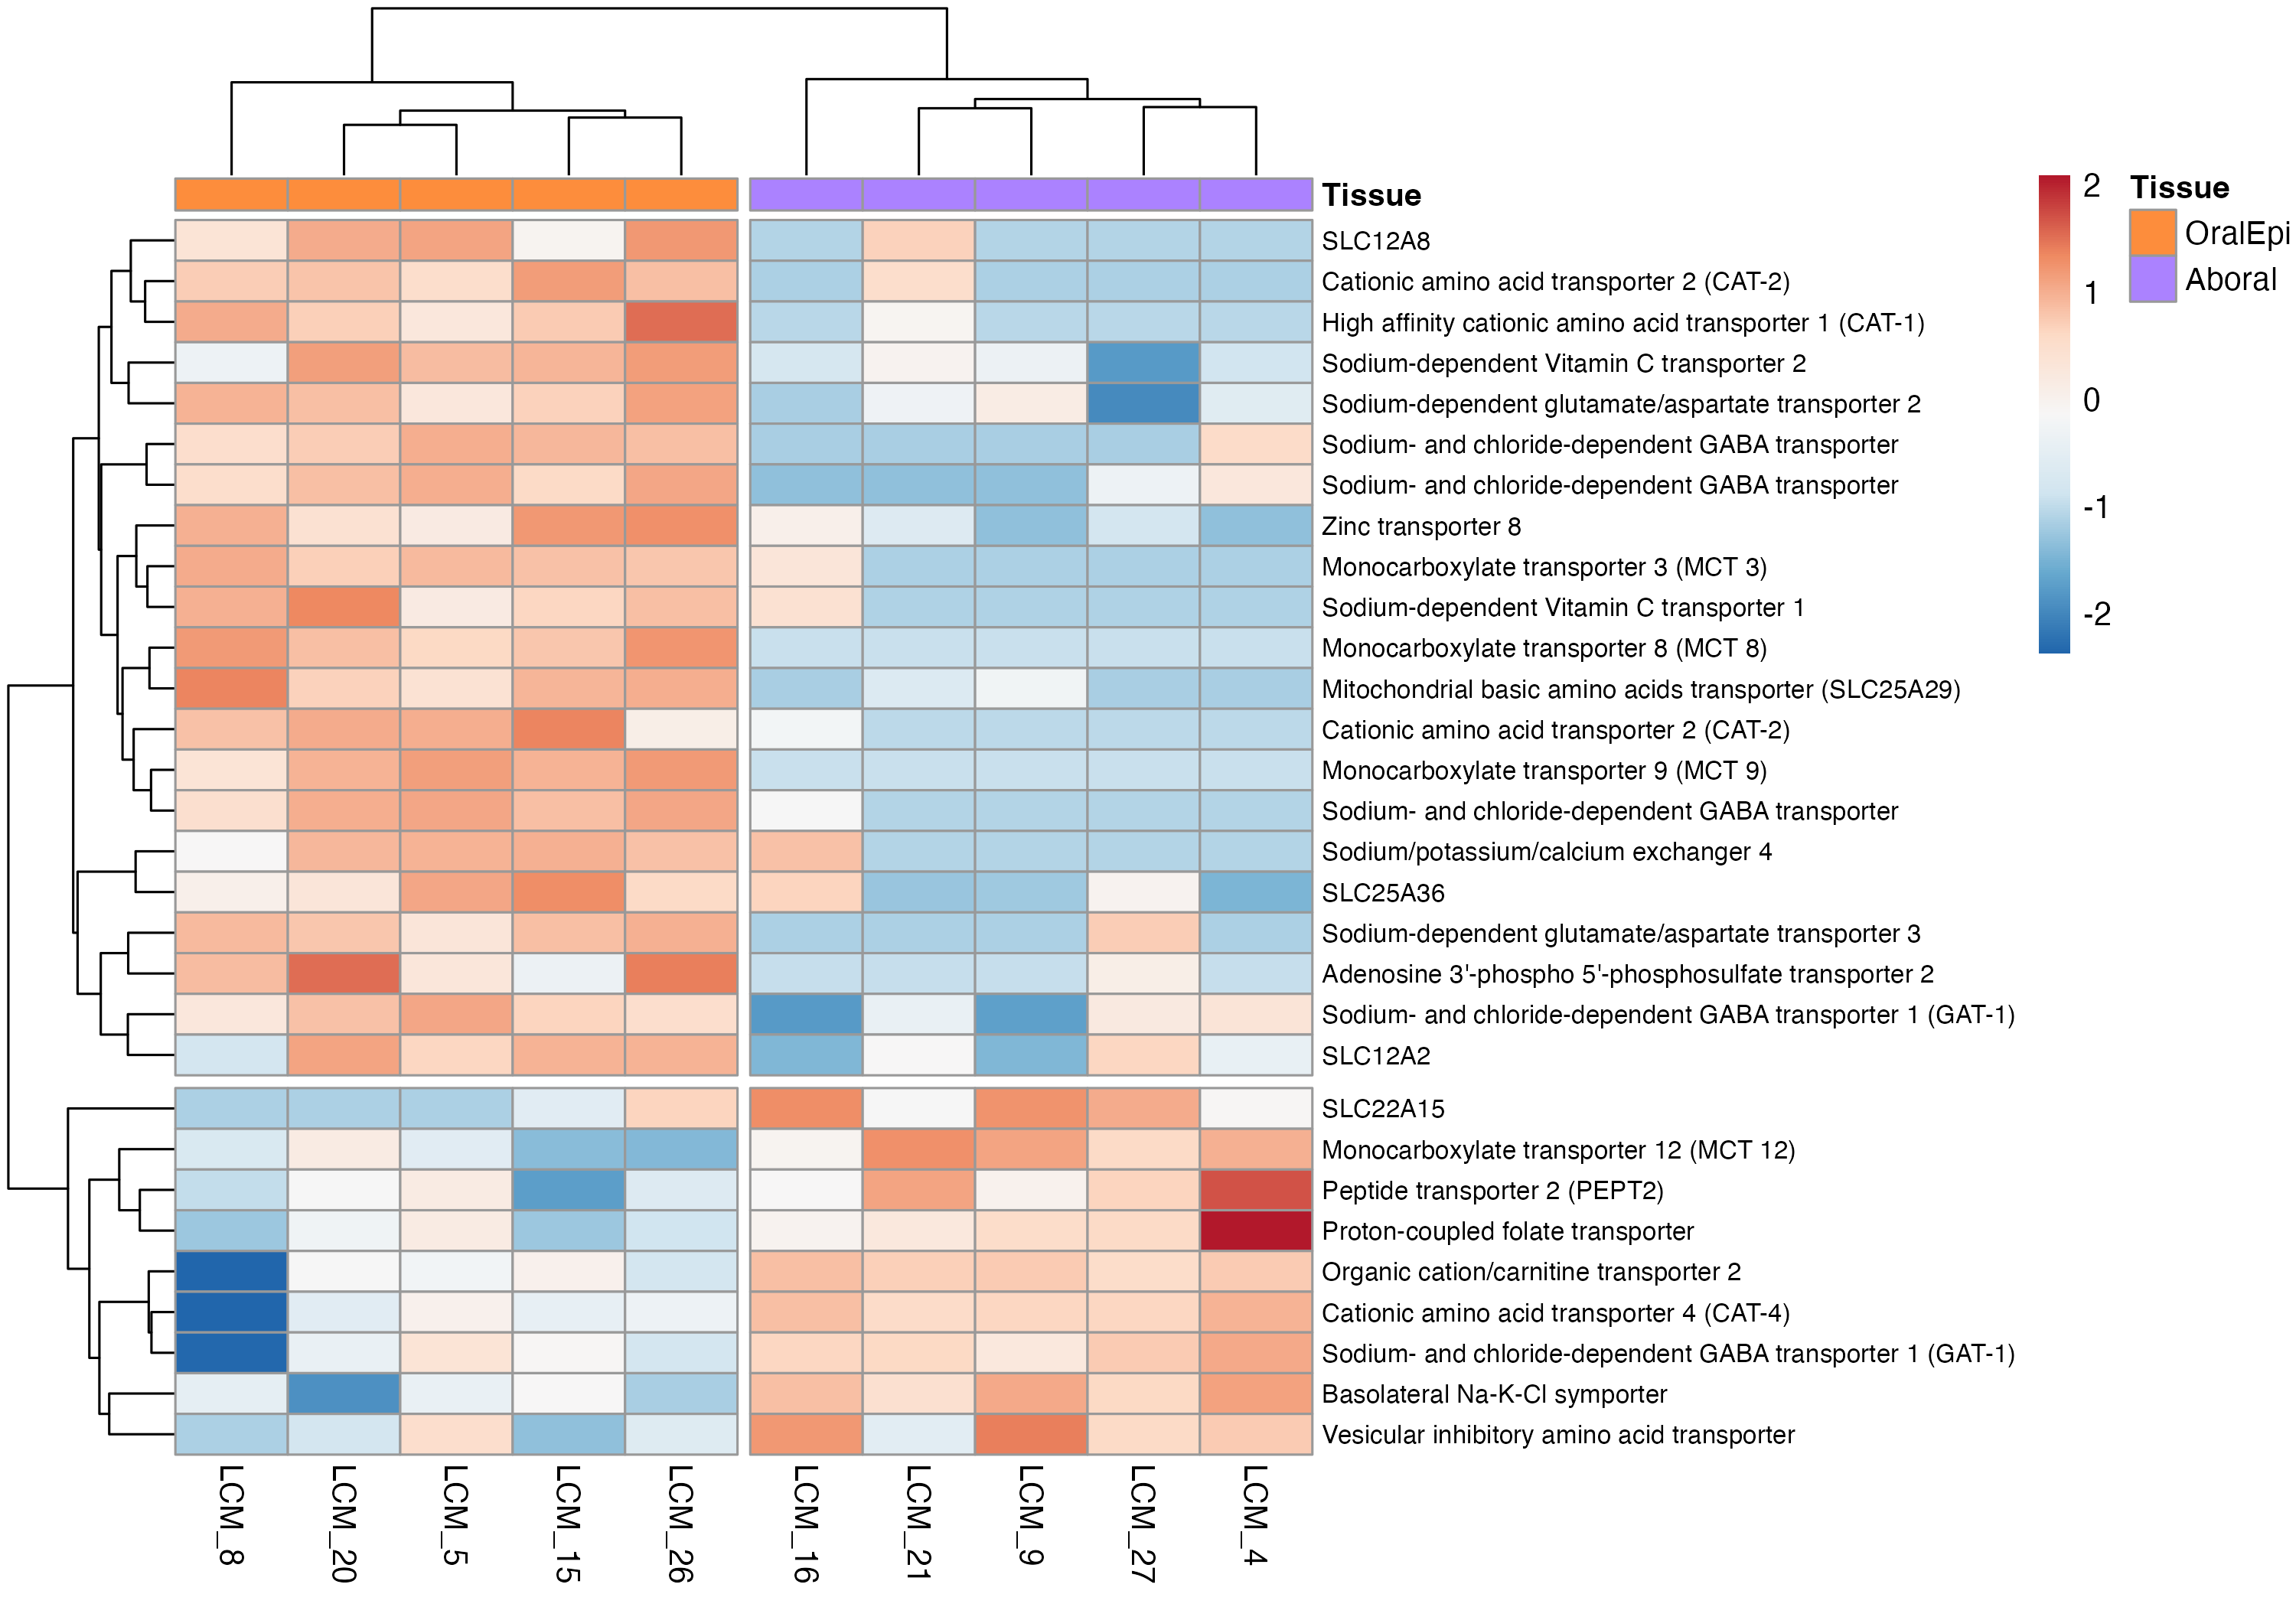 Tissue
SLC12A8
Cationic amino acid transporter 2 (CAT-2)
High affinity cationic amino acid transporter 1 (CAT-1)
Sodium-dependent Vitamin C transporter 2
Sodium-dependent glutamate/aspartate transporter 2
Sodium- and chloride-dependent GABA transporter
Sodium- and chloride-dependent GABA transporter
Zinc transporter 8
Monocarboxylate transporter 3 (MCT 3)
Sodium-dependent Vitamin C transporter 1
Monocarboxylate transporter 8 (MCT 8)
Mitochondrial basic amino acids transporter (SLC25A29)
Cationic amino acid transporter 2 (CAT-2)
Monocarboxylate transporter 9 (MCT 9)
Sodium- and chloride-dependent GABA transporter
Sodium/potassium/calcium exchanger 4
SLC25A36
Sodium-dependent glutamate/aspartate transporter 3
Adenosine 3'-phospho 5'-phosphosulfate transporter 2
Sodium- and chloride-dependent GABA transporter 1 (GAT-1)
SLC12A2
SLC22A15
Monocarboxylate transporter 12 (MCT 12)
Peptide transporter 2 (PEPT2)
Proton-coupled folate transporter
Organic cation/carnitine transporter 2
Cationic amino acid transporter 4 (CAT-4)
Sodium- and chloride-dependent GABA transporter 1 (GAT-1)
Basolateral Na-K-Cl symporter
Vesicular inhibitory amino acid transporter
LCM_8
LCM_20
LCM_5
LCM_15
LCM_26
LCM_16
LCM_21
LCM_9
LCM_27
LCM_4
2
1
0
-1
-2
Tissue
OralEpi
Aboral